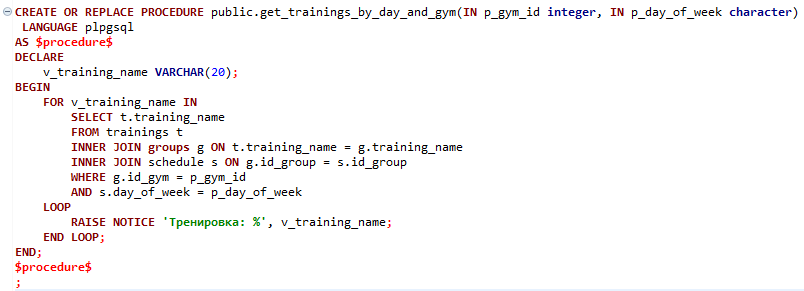 CREATE OR REPLACE PROCEDURE public.get_trainings_by_day_and_gym(IN p_gym_id integer, IN p_day_of_week character)
 LANGUAGE plpgsql
AS $procedure$
DECLARE
    v_training_name VARCHAR(20);
BEGIN
    FOR v_training_name IN
        SELECT t.training_name
        FROM trainings t
        INNER JOIN groups g ON t.training_name = g.training_name
        INNER JOIN schedule s ON g.id_group = s.id_group
        WHERE g.id_gym = p_gym_id
        AND s.day_of_week = p_day_of_week
    LOOP
        RAISE NOTICE 'Тренировка: %', v_training_name;
    END LOOP;
END;
$procedure$
;